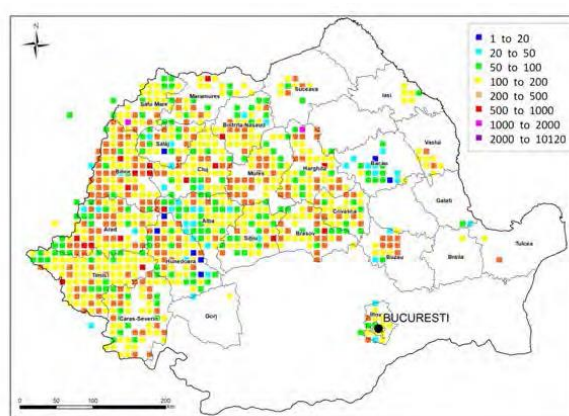 N
1 to 20
20 to 50
50 to 100
100 to 200
200 to 500
500 to 1000
1000 to 2000
2000 to 10120
Maramures
Suceava
Satu Mare
Iasi
Bistrita-Nasaud
Salaj
Vaslui
Bihor
Cluj
Mures
Harghita
Bacau
Alba
Covasna
Galati
Arad
Sibiu
Brasov
Hunedoara
Buzau
Braila
Tulcea
Timis
Caras-Severin
Gorj
Ilfov
BUCURESTI
0 50 100 200